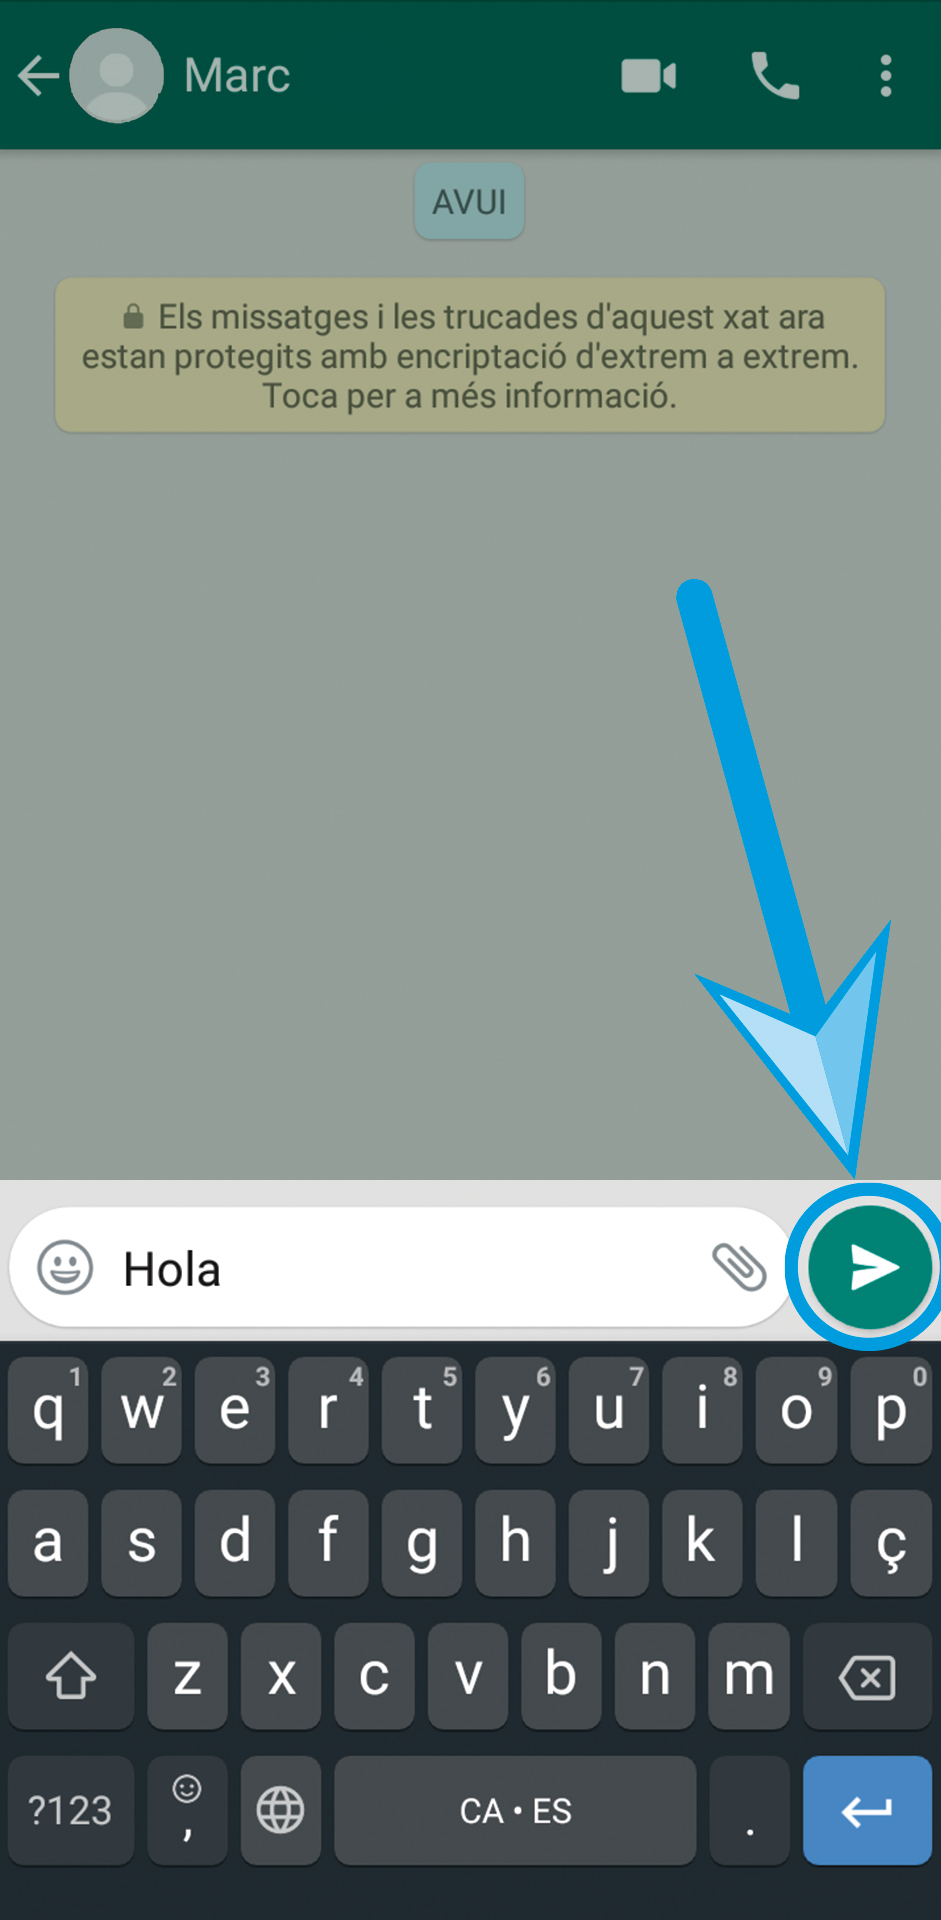 Marc
AVUI
Els missatges i les trucades d'aquest xat ara
estan protegits amb encriptació d'extrem a extrem.
Toca per a més informació.
Hola
1 2 3 4 5 6 7 8 9 0
q w e r t y u i o p
a s d f g h j k l ç
z x c v b n m
?123 , CA • ES .